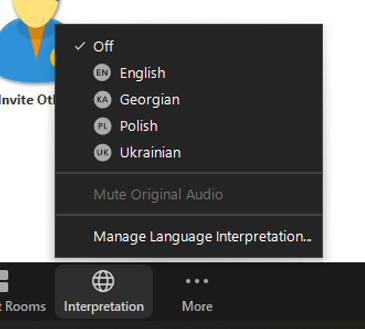 Off
EN English
KA Georgian
PL Polish
UK Ukrainian
Invite Ot
Mute Original Audio
Manage Language Interpretation...
t Rooms
Interpretation
More